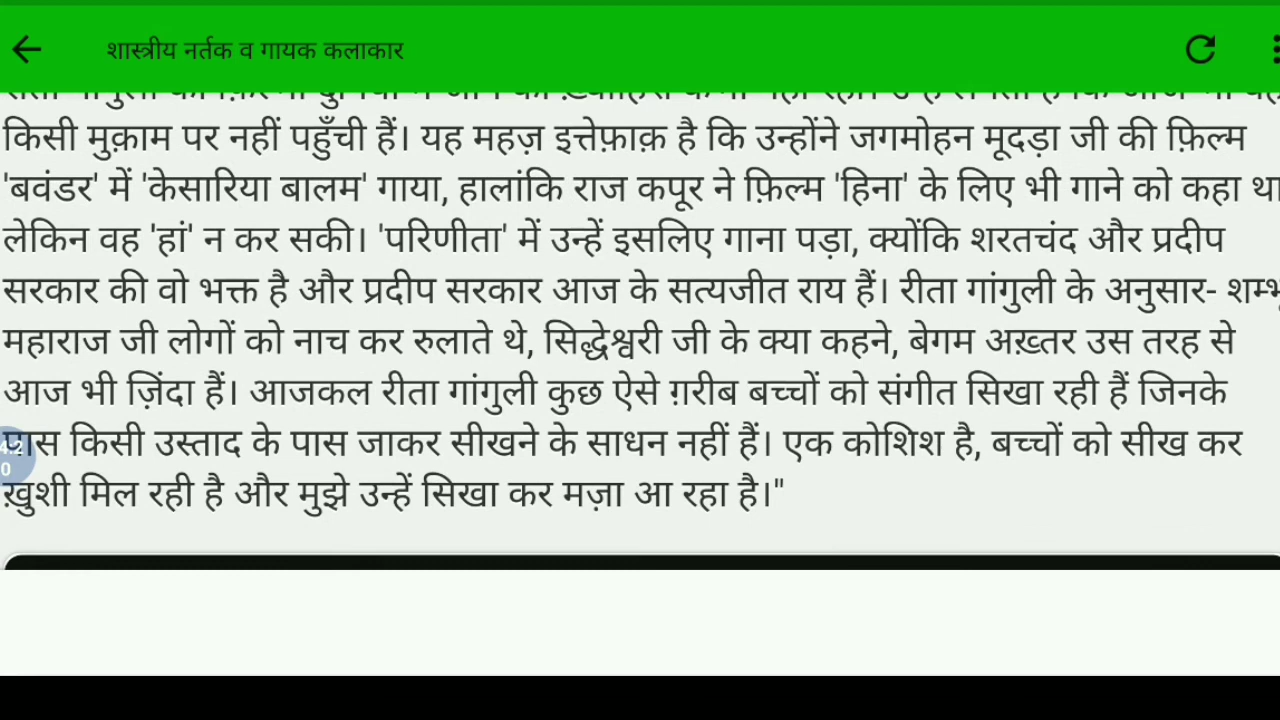 शास्त्रीय नर्तक व गायक कलाकार
किसी मुक़ाम पर नहीं पहुँची हैं। यह महज़ इत्तेफ़ाक़ है कि उन्होंने जगमोहन मूदड़ा जी की फ़िल्म
'बवंडर' में 'केसारिया बालम' गाया, हालांकि राज कपूर ने फ़िल्म 'हिना' के लिए भी गाने को कहा था
लेकिन वह 'हां' न कर सकी। 'परिणीता' में उन्हें इसलिए गाना पड़ा, क्योंकि शरतचंद और प्रदीप
सरकार की वो भक्त है और प्रदीप सरकार आज के सत्यजीत राय हैं। रीता गांगुली के अनुसार- शम्भू
महाराज जी लोगों को नाच कर रुलाते थे, सिद्धेश्वरी जी के क्या कहने, बेगम अख़्तर उस तरह से
आज भी ज़िंदा हैं। आजकल रीता गांगुली कुछ ऐसे ग़रीब बच्चों को संगीत सिखा रही हैं जिनके
पास किसी उस्ताद के पास जाकर सीखने के साधन नहीं हैं। एक कोशिश है, बच्चों को सीख कर
ख़ुशी मिल रही है और मुझे उन्हें सिखा कर मज़ा आ रहा है।"